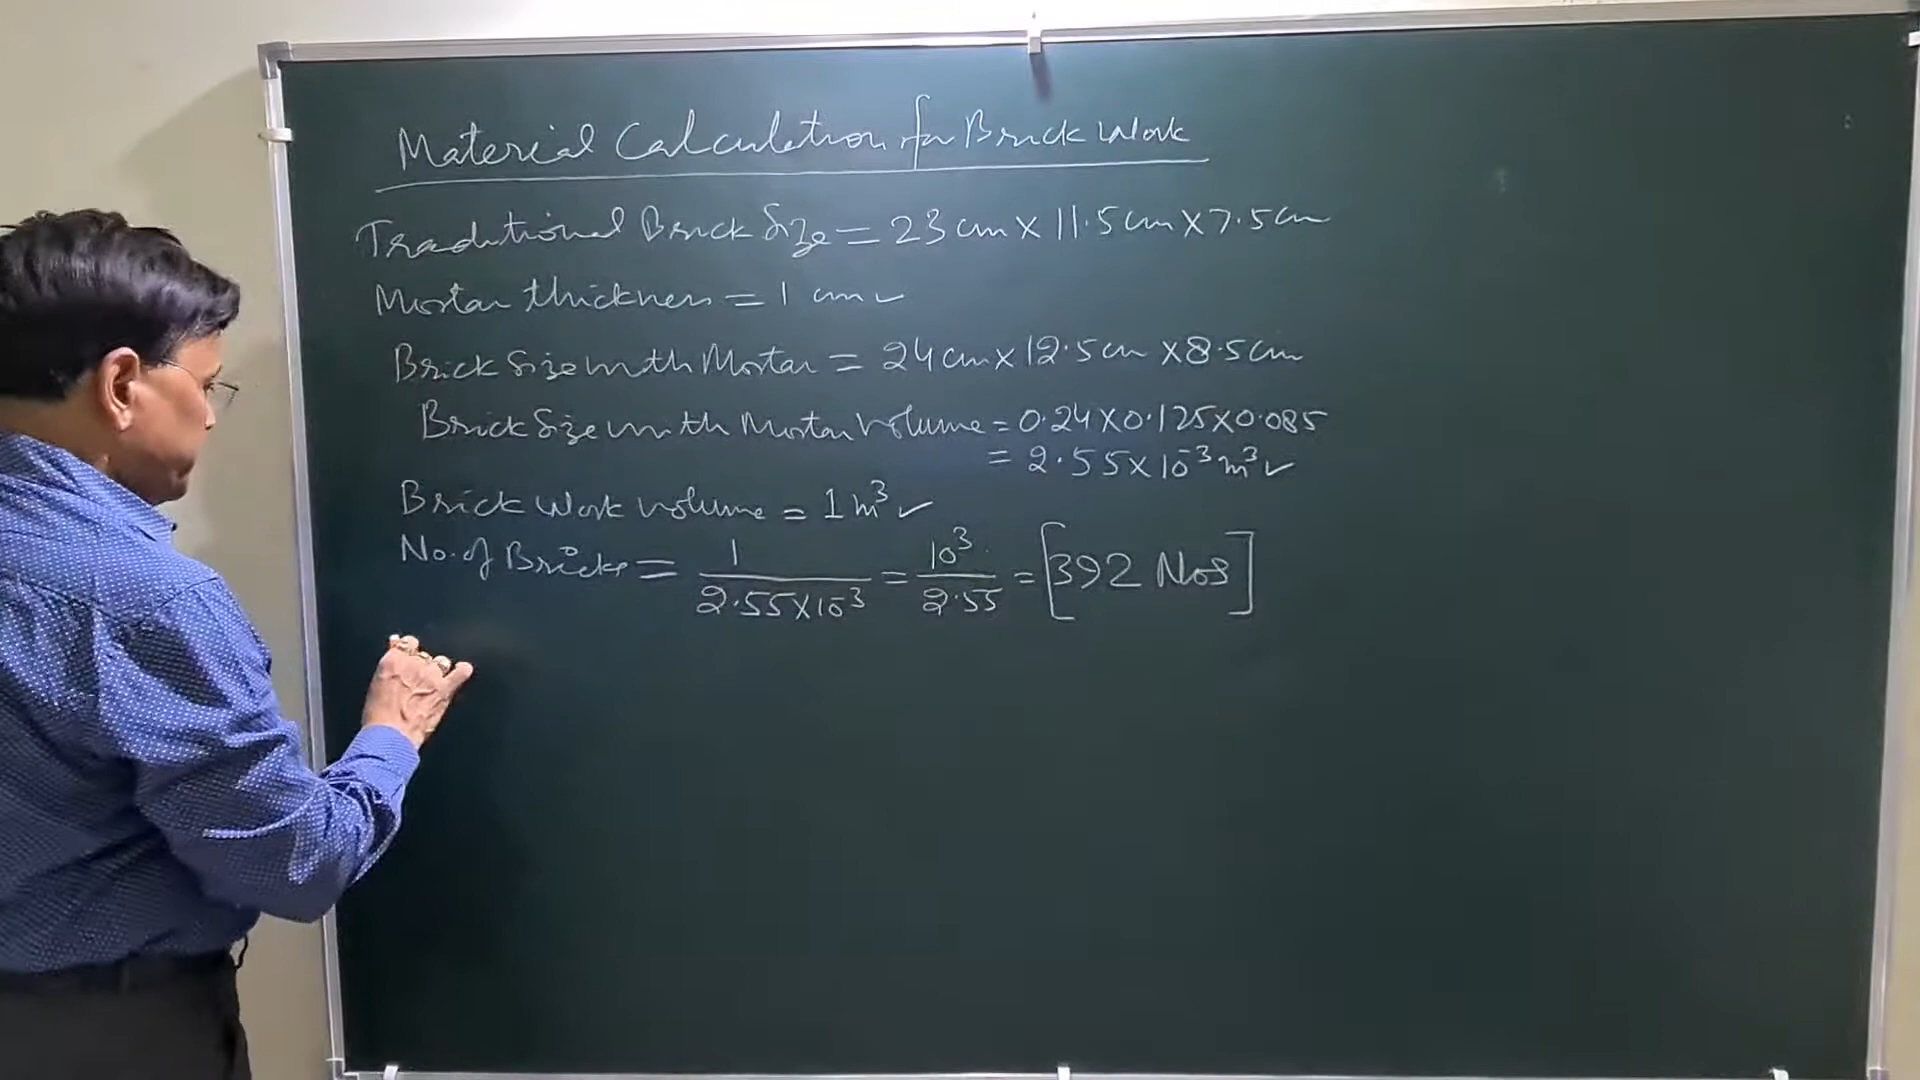 Material Calculation for Brick Work
Traditional Brick Size = 23 cm × 11.5 cm × 7.5 cm
Mortar thickness = 1 cm ✓
Brick Size with Mortar = 24 cm × 12.5 cm × 8.5 cm
Brick Size with Mortar Volume = 0.24 × 0.125 × 0.085
= 2.55 × 10⁻³ m³ ✓
Brick Work Volume = 1 m³ ✓
No. of Bricks = 1 / 2.55 × 10⁻³ = 10³ / 2.55 = [392 Nos]